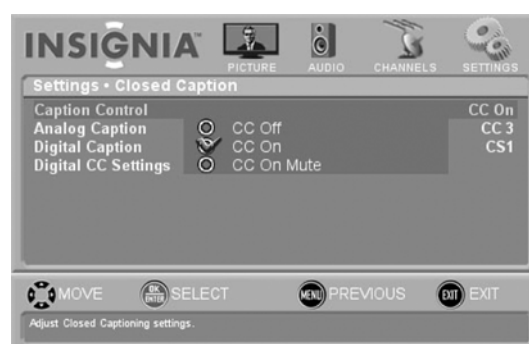 INSIGNIA
PICTURE AUDIO CHANNELS SETTINGS
Settings • Closed Caption
Caption Control CC On
Analog Caption CC Off CC 3
Digital Caption CC On CS1
Digital CC Settings CC On Mute
MOVE OK ENTER SELECT MENU PREVIOUS EXIT EXIT
Adjust Closed Captioning settings.